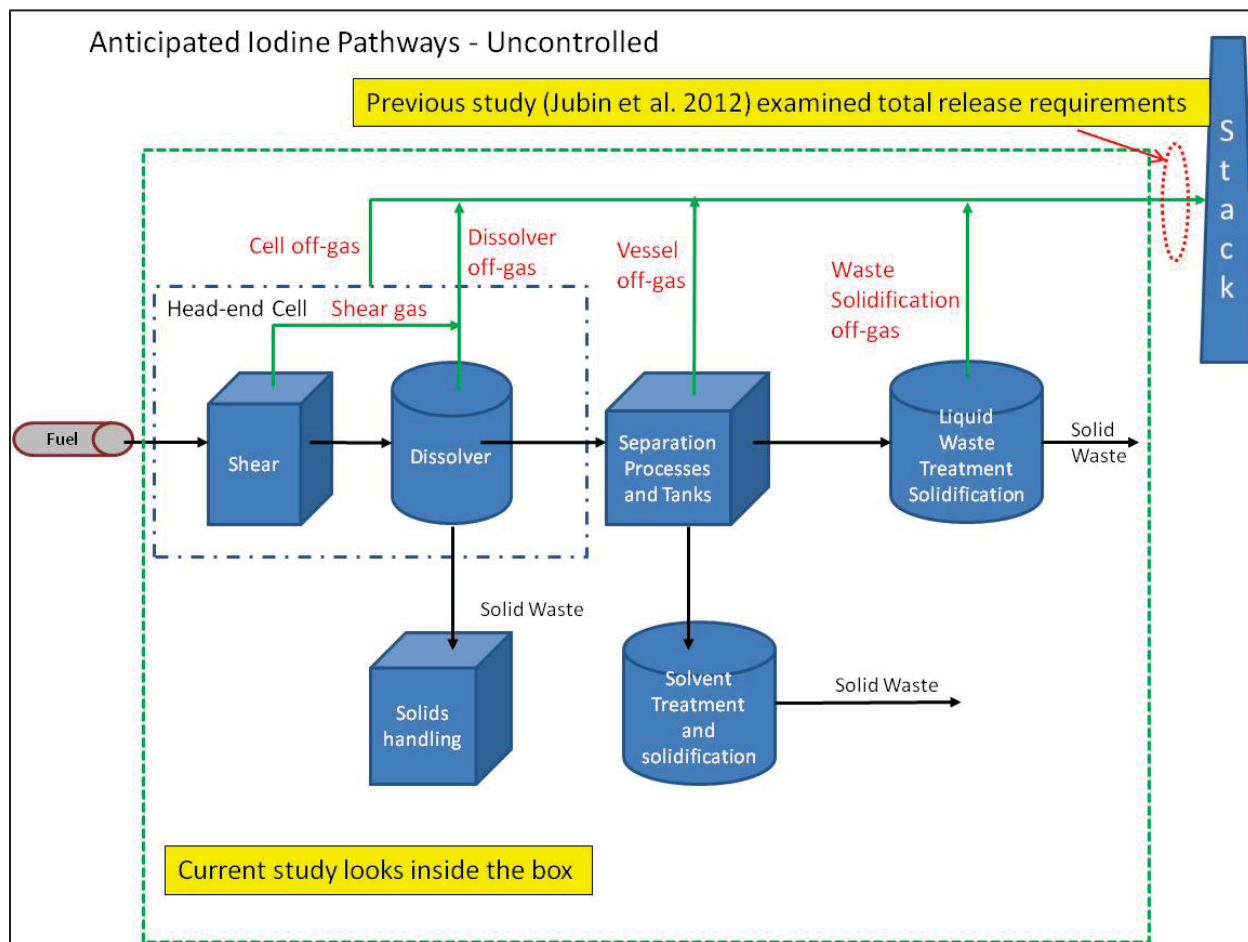 Anticipated Iodine Pathways - Uncontrolled
Previous study (Jubin et al. 2012) examined total release requirements
Stack
Cell off-gas
Dissolver
off-gas
Vessel
off-gas
Waste
Solidification
off-gas
Head-end Cell
Shear gas
Fuel
Shear
Dissolver
Separation
Processes
and Tanks
Liquid
Waste
Treatment
Solidification
Solid
Waste
Solid Waste
Solids
handling
Solvent
Treatment
and
solidification
Solid Waste
Current study looks inside the box